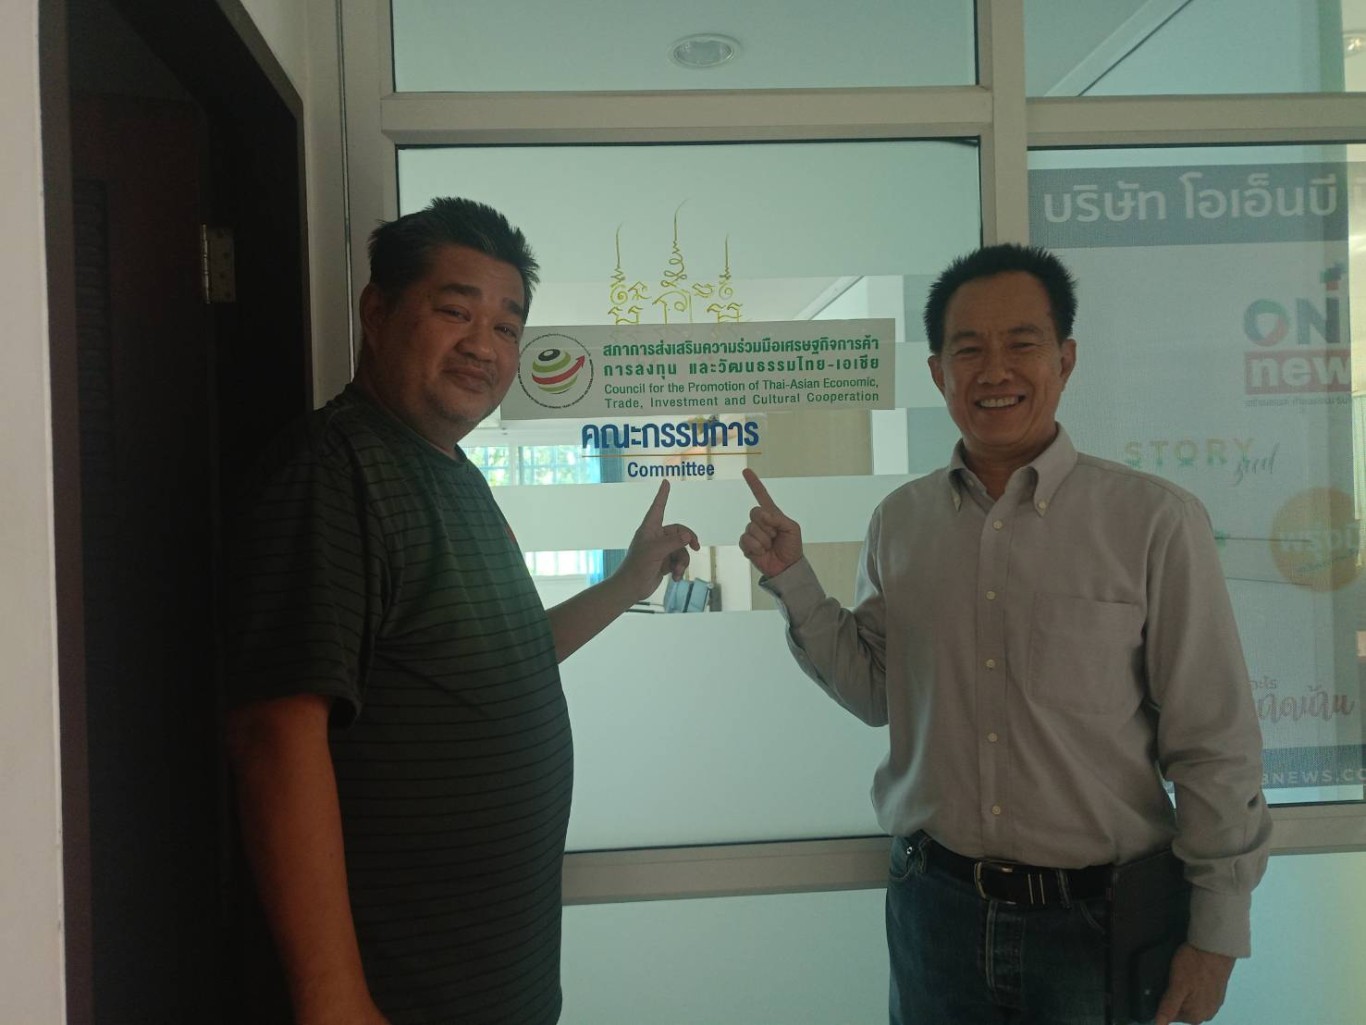 สภาการส่งเสริมความร่วมมือเศรษฐกิจการค้า
การลงทุน และวัฒนธรรมไทย-เอเชีย
Council for the Promotion of Thai-Asian Economic,
Trade, Investment and Cultural Cooperation
คณะกรรมการ
Committee
บริษัท โอเอ็นบี
ON
new
STORY